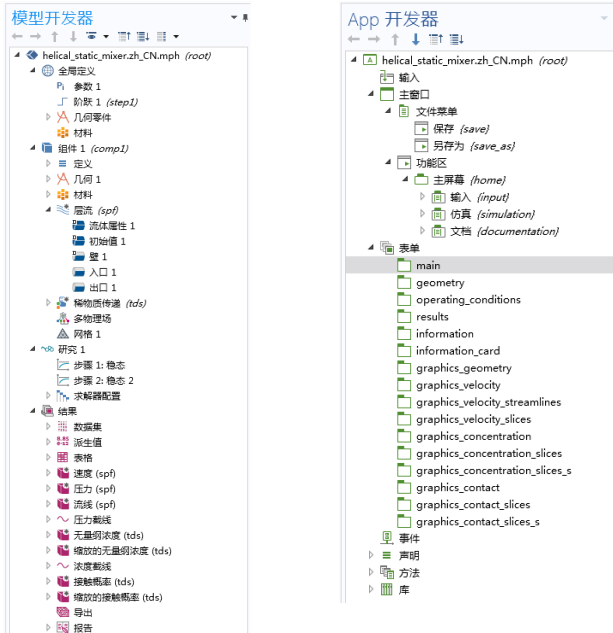 模型开发器
helical_static_mixer.zh_CN.mph (root)
全局定义
Pi 参数 1
阶跃 1 (step1)
几何零件
材料
组件 1 (comp1)
定义
几何 1
材料
层流 (spf)
流体属性 1
初始值 1
壁 1
入口 1
出口 1
稀物质传递 (tds)
多物理场
网格 1
研究 1
步骤 1: 稳态
步骤 2: 稳态 2
求解器配置
结果
数据集
派生值
表格
速度 (spf)
压力 (spf)
流线 (spf)
压力截线
无量纲浓度 (tds)
缩放的无量纲浓度 (tds)
浓度截线
接触概率 (tds)
缩放的接触概率 (tds)
导出
报告
App 开发器
helical_static_mixer.zh_CN.mph (root)
输入
主窗口
文件菜单
保存 {save}
另存为 {save_as}
功能区
主屏幕 {home}
输入 {input}
仿真 {simulation}
文档 {documentation}
表单
main
geometry
operating_conditions
results
information
information_card
graphics_geometry
graphics_velocity
graphics_velocity_streamlines
graphics_velocity_slices
graphics_concentration
graphics_concentration_slices
graphics_concentration_slices_s
graphics_contact
graphics_contact_slices
graphics_contact_slices_s
事件
声明
方法
库